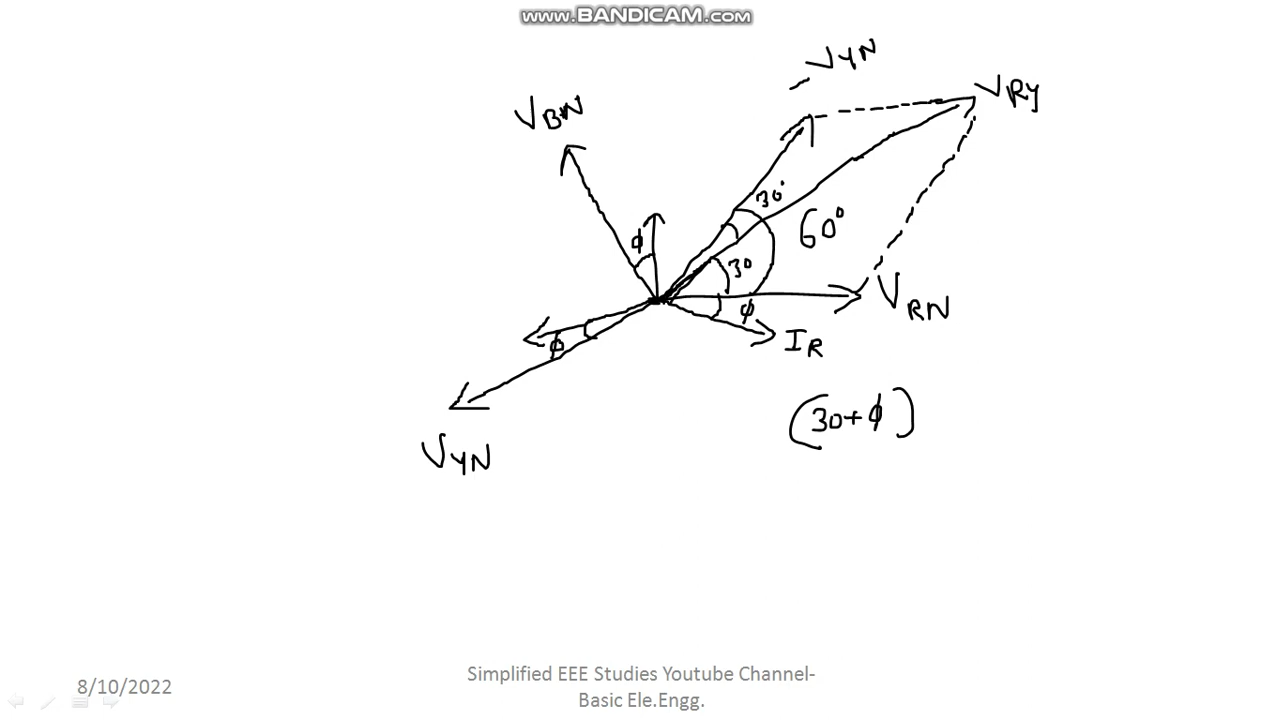 www.BANDICAM.com
-VYN
VRY
VBN
30°
60°
ϕ
30
ϕ
VRN
IR
ϕ
(30+ϕ)
VYN
8/10/2022
Simplified EEE Studies Youtube Channel-
Basic Ele.Engg.